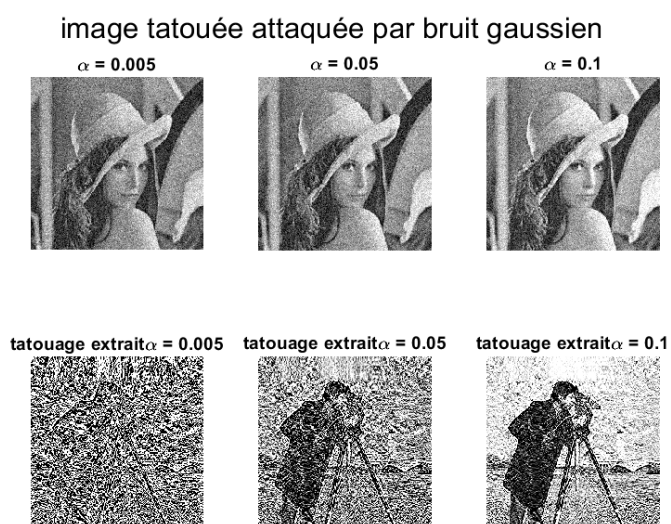 image tatouée attaquée par bruit gaussien
α = 0.005 α = 0.05 α = 0.1
tatouage extraitα = 0.005 tatouage extraitα = 0.05 tatouage extraitα = 0.1